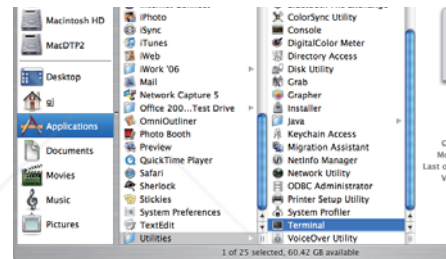 Macintosh HD
MacDTP2
Desktop
gj
Applications
Documents
Movies
Music
Pictures
iPhoto
iSync
iTunes
iWeb
iWork '06
Mail
Network Capture 5
Office 200...Test Drive
OmniOutliner
Photo Booth
Preview
QuickTime Player
Safari
Sherlock
Stickies
System Preferences
TextEdit
Utilities
ColorSync Utility
Console
DigitalColor Meter
Directory Access
Disk Utility
Grab
Grapher
Installer
Java
Keychain Access
Migration Assistant
NetInfo Manager
Network Utility
ODBC Administrator
Printer Setup Utility
System Profiler
Terminal
VoiceOver Utility
Last o
1 of 25 selected, 60.42 GB available